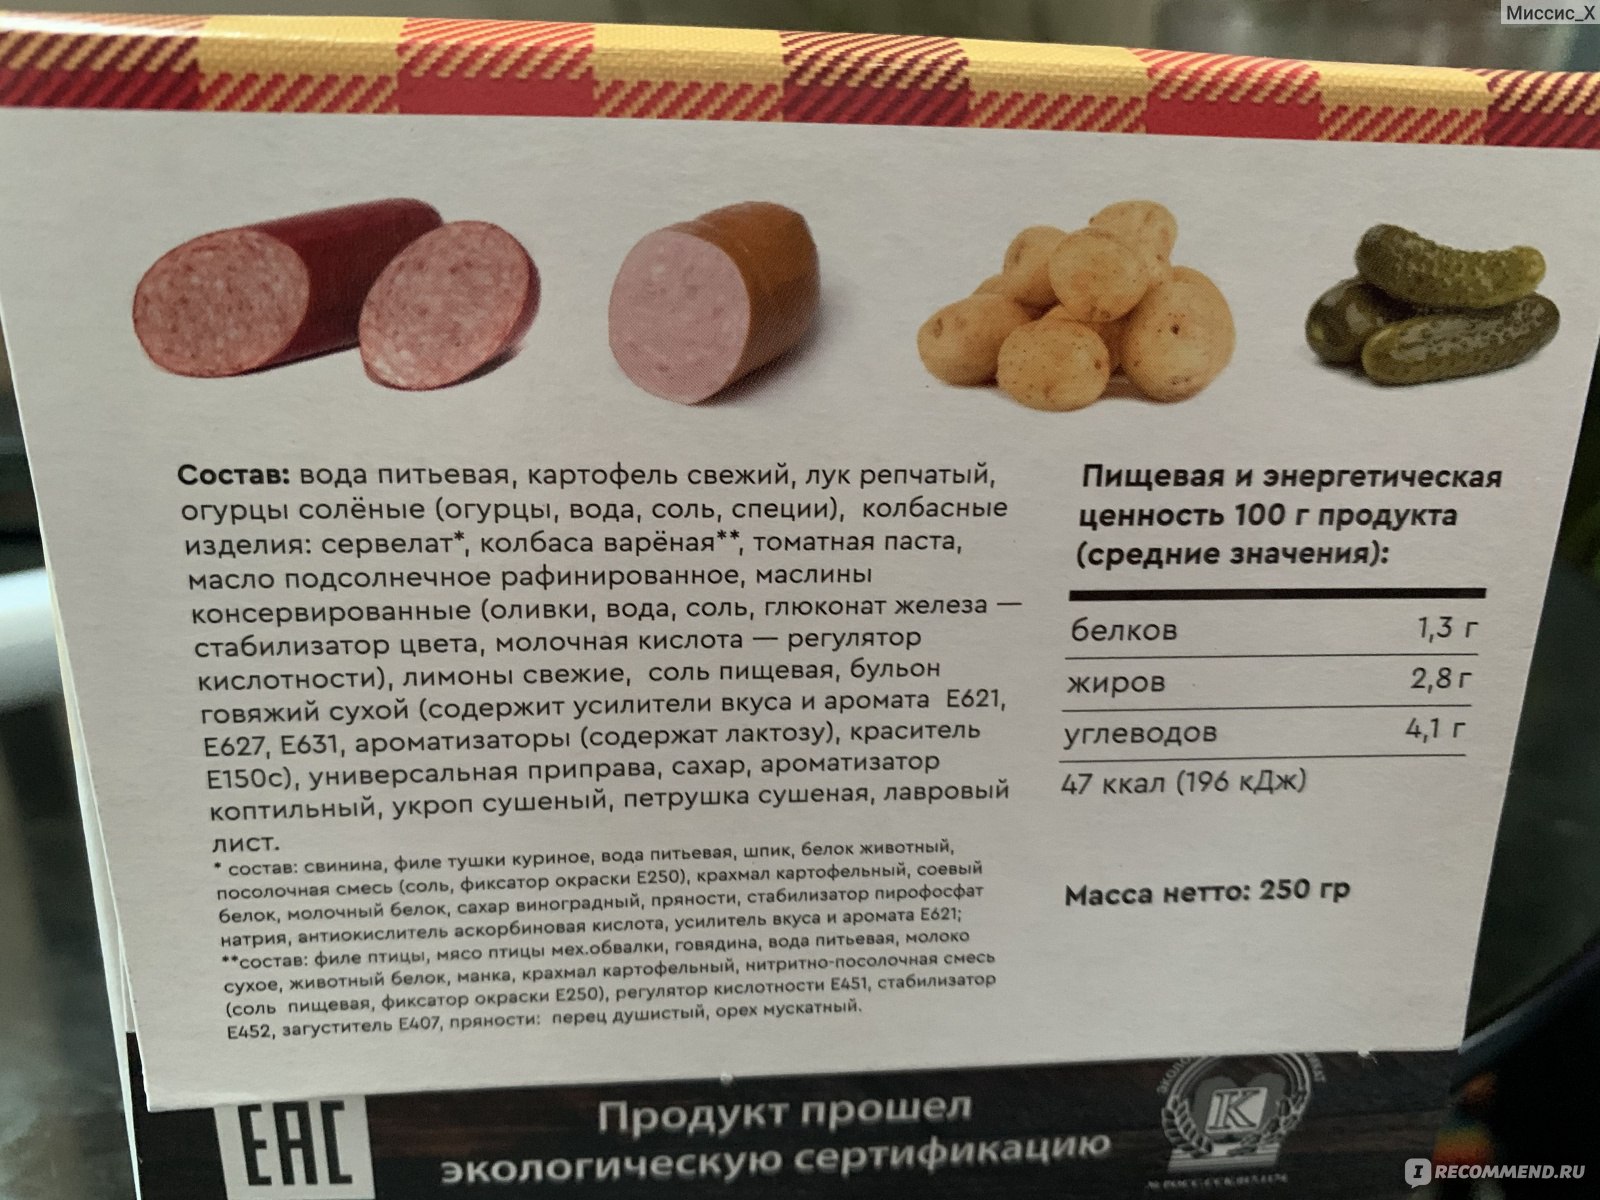 Миссис_Х
Состав: вода питьевая, картофель свежий, лук репчатый,
огурцы солёные (огурцы, вода, соль, специи), колбасные
изделия: сервелат*, колбаса варёная**, томатная паста,
масло подсолнечное рафинированное, маслины
консервированные (оливки, вода, соль, глюконат железа —
стабилизатор цвета, молочная кислота — регулятор
кислотности), лимоны свежие, соль пищевая, бульон
говяжий сухой (содержит усилители вкуса и аромата Е621,
Е627, Е631, ароматизаторы (содержат лактозу), краситель
Е150с), универсальная приправа, сахар, ароматизатор
коптильный, укроп сушеный, петрушка сушеная, лавровый
лист.
* состав: свинина, филе тушки куриное, вода питьевая, шпик, белок животный,
посолочная смесь (соль, фиксатор окраски Е250), крахмал картофельный, соевый
белок, молочный белок, сахар виноградный, пряности, стабилизатор пирофосфат
натрия, антиокислитель аскорбиновая кислота, усилитель вкуса и аромата Е621;
**состав: филе птицы, мясо птицы мех.обвалки, говядина, вода питьевая, молоко
сухое, животный белок, манка, крахмал картофельный, нитритно-посолочная смесь
(соль пищевая, фиксатор окраски Е250), регулятор кислотности Е451, стабилизатор
Е452, загуститель Е407, пряности: перец душистый, орех мускатный.
Пищевая и энергетическая
ценность 100 г продукта
(средние значения):
белков 1,3 г
жиров 2,8 г
углеводов 4,1 г
47 ккал (196 кДж)
Масса нетто: 250 гр
ЕАС
Продукт прошел
экологическую сертификацию
К
IRECOMMEND.RU